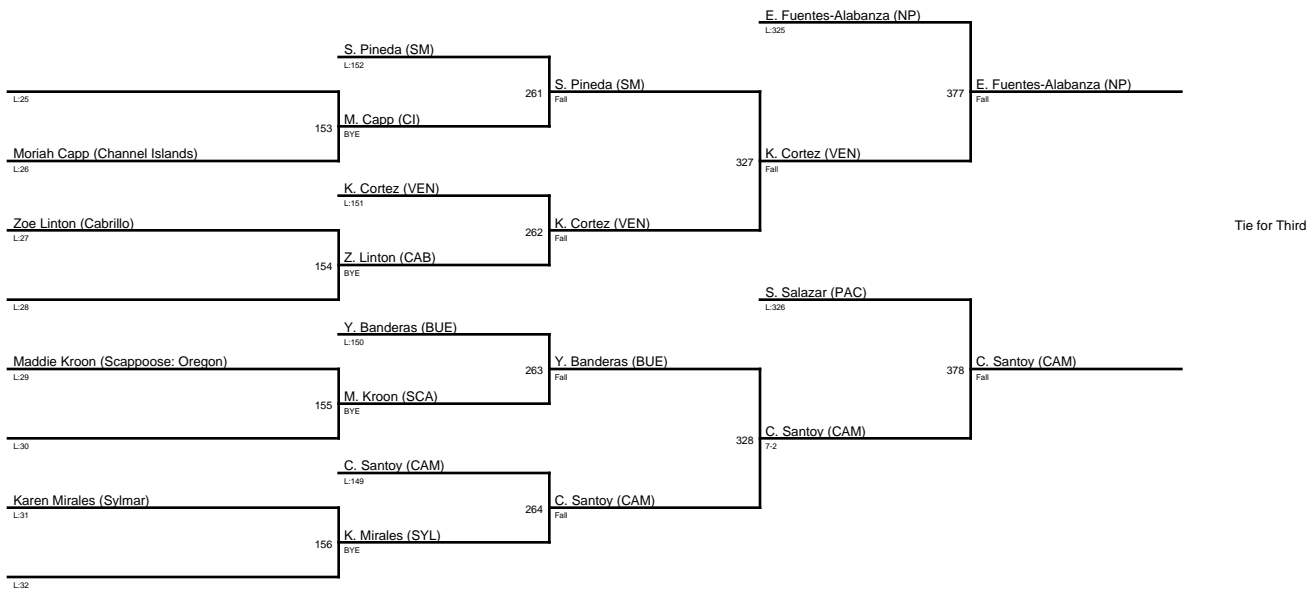 E. Fuentes-Alabanza (NP)
L:325
S. Pineda (SM)
L:152
L:25
261
S. Pineda (SM)
Fall
377
E. Fuentes-Alabanza (NP)
Fall
153
M. Capp (CI)
BYE
Moriah Capp (Channel Islands)
L:26
327
K. Cortez (VEN)
Fall
K. Cortez (VEN)
L:151
Zoe Linton (Cabrillo)
L:27
262
K. Cortez (VEN)
Fall
Tie for Third
154
Z. Linton (CAB)
BYE
L:28
S. Salazar (PAC)
L:326
Y. Banderas (BUE)
L:150
Maddie Kroon (Scappoose: Oregon)
L:29
263
Y. Banderas (BUE)
Fall
378
C. Santoy (CAM)
Fall
155
M. Kroon (SCA)
BYE
L:30
328
C. Santoy (CAM)
7-2
C. Santoy (CAM)
L:149
Karen Mirales (Sylmar)
L:31
264
C. Santoy (CAM)
Fall
156
K. Mirales (SYL)
BYE
L:32